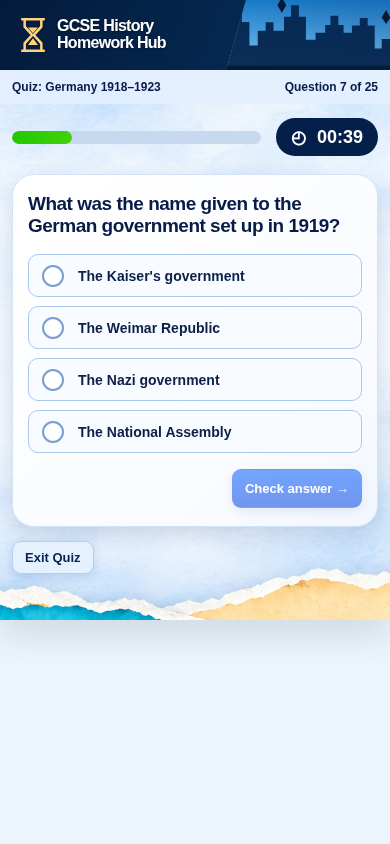 GCSE History
Homework Hub
Quiz: Germany 1918–1923
Question 7 of 25
00:39
What was the name given to the
German government set up in 1919?
The Kaiser's government
The Weimar Republic
The Nazi government
The National Assembly
Check answer →
Exit Quiz